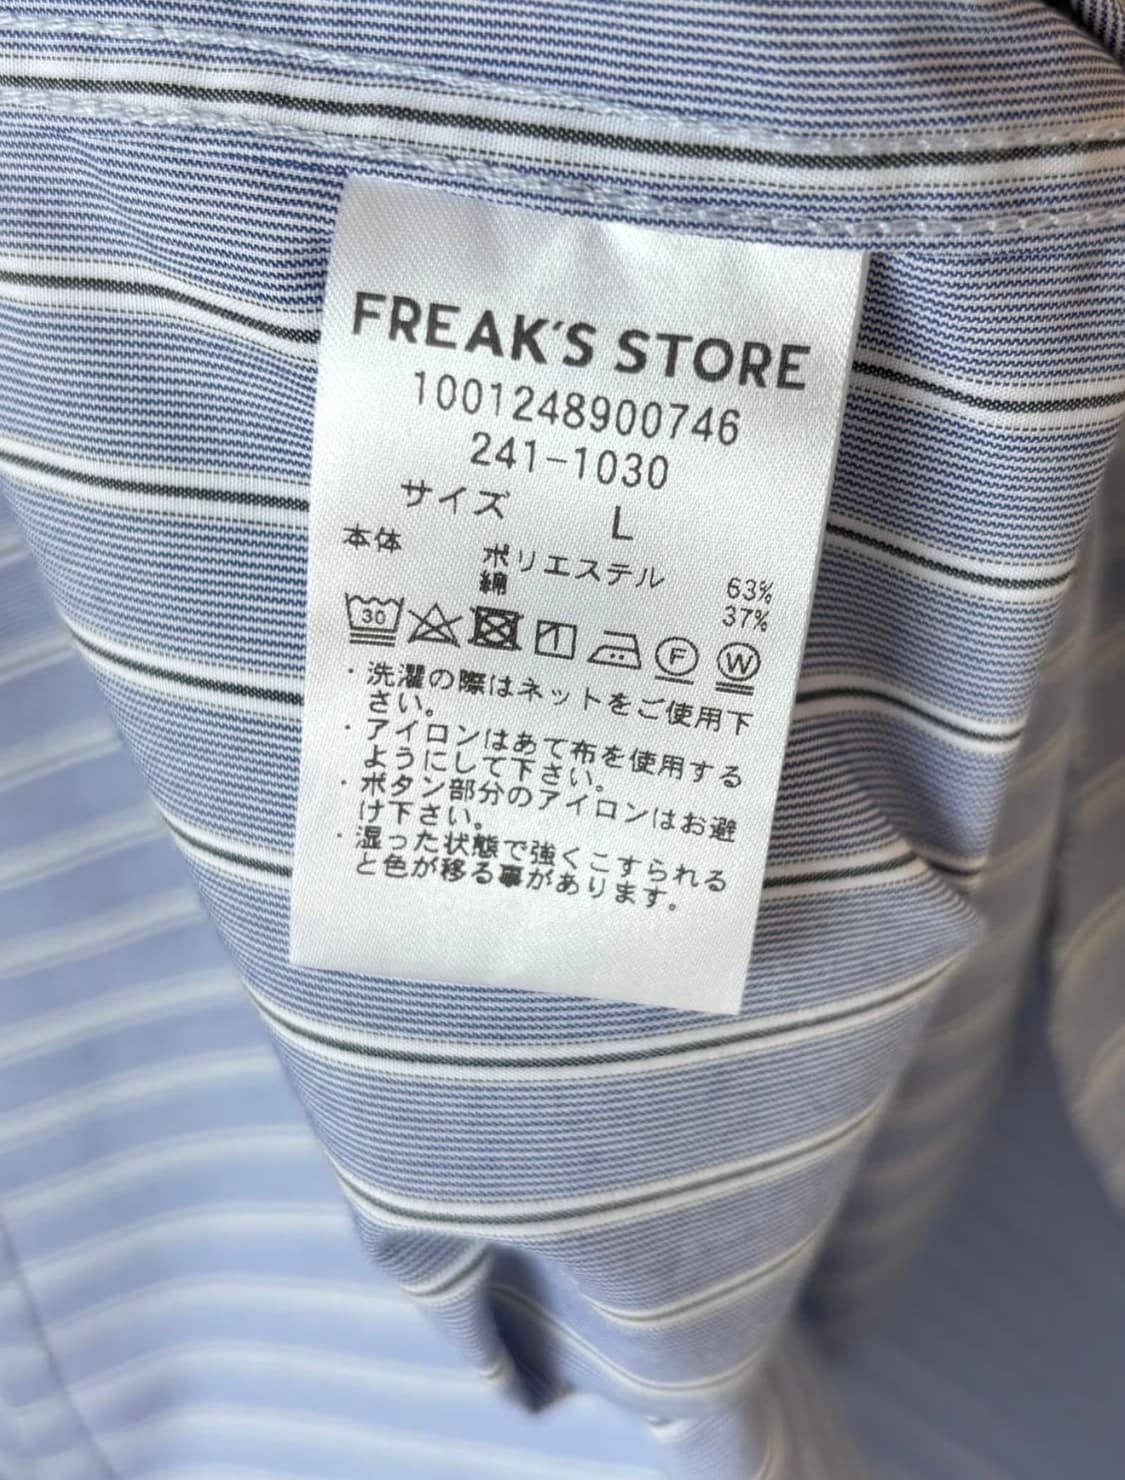 FREAK'S STORE
1001248900746
241-1030
サイズ L
本体 ポリエステル 63%
綿 37%
30 F W
・洗濯の際はネットをご使用下
さい。
・アイロンはあて布を使用する
ようにして下さい。
・ボタン部分のアイロンはお避
け下さい。
・湿った状態で強くこすられる
と色が移る事があります。